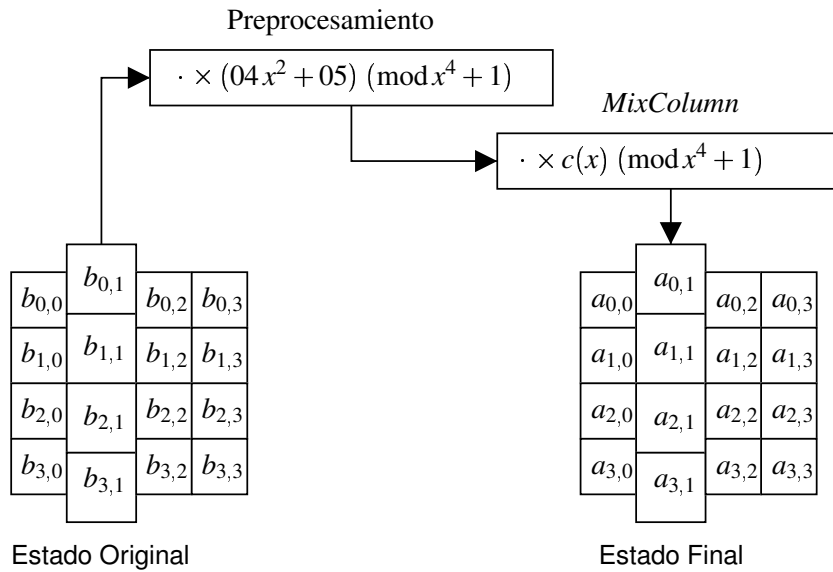 Preprocesamiento
· × (04x² + 05) (mod x⁴ + 1)
MixColumn
· × c(x) (mod x⁴ + 1)
b₀,₁ a₀,₁
b₀,₀ b₀,₂ b₀,₃ a₀,₀ a₀,₂ a₀,₃
b₁,₁ a₁,₁
b₁,₀ b₁,₂ b₁,₃ a₁,₀ a₁,₂ a₁,₃
b₂,₀ b₂,₁ b₂,₂ b₂,₃ a₂,₀ a₂,₁ a₂,₂ a₂,₃
b₃,₀ b₃,₂ b₃,₃ a₃,₀ a₃,₂ a₃,₃
b₃,₁ a₃,₁
Estado Original Estado Final